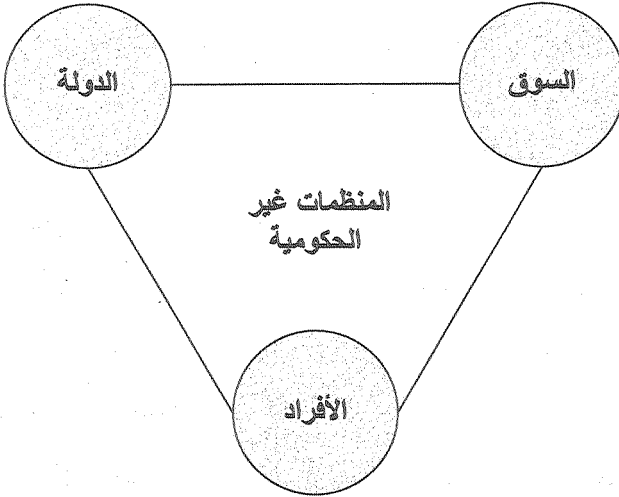 السوق
الدولة
المنظمات غير
الحكومية
الأفراد